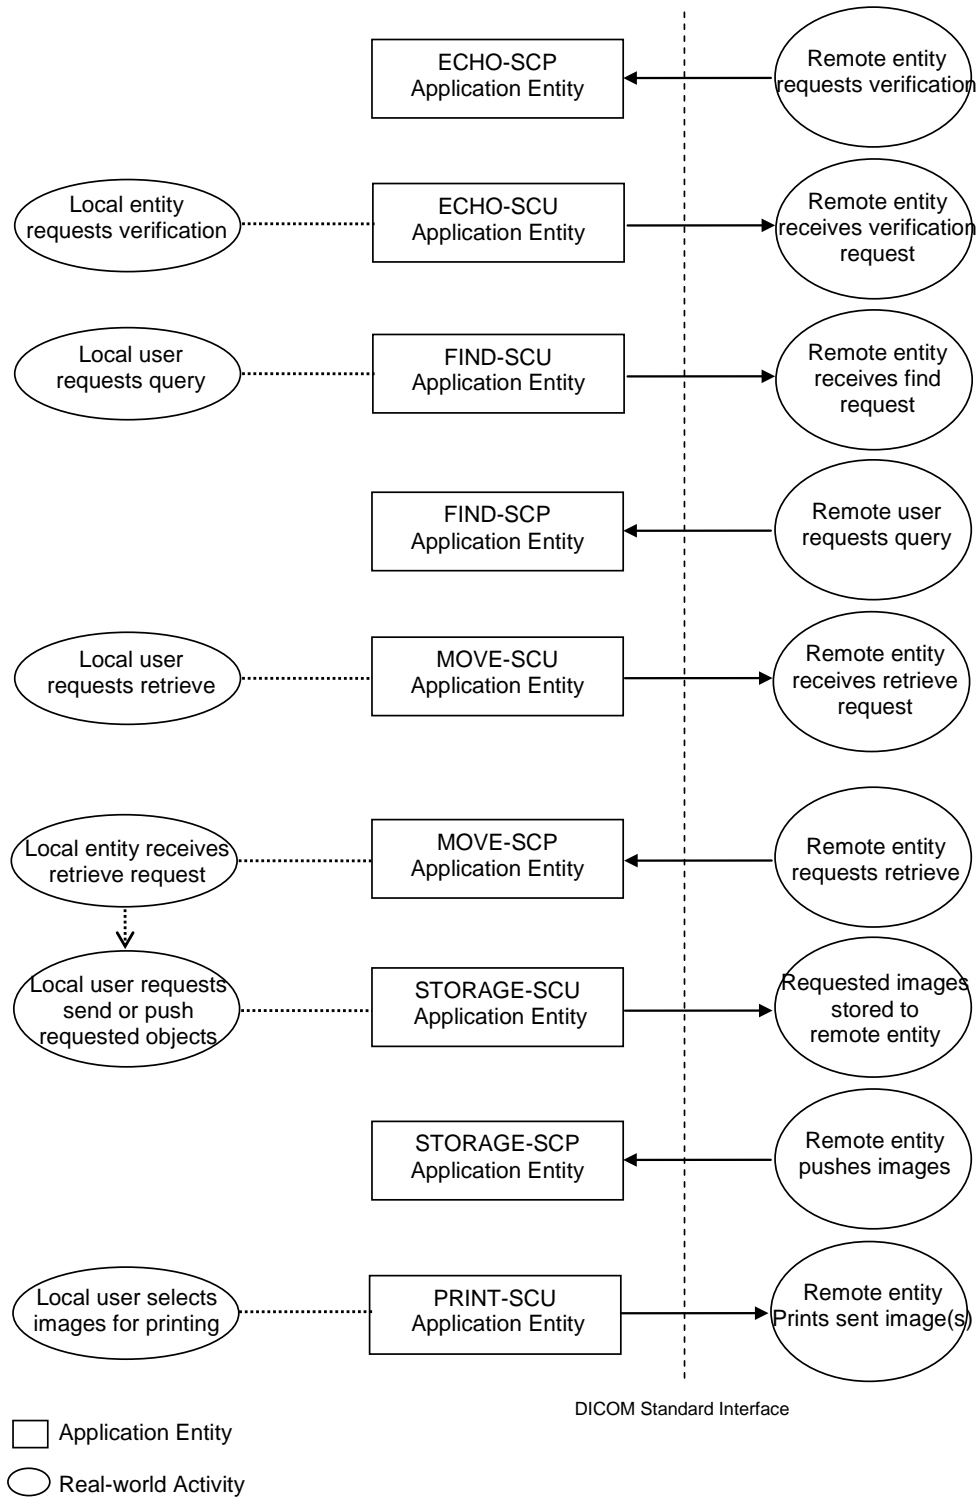 ECHO-SCP
Application Entity
Remote entity
requests verification
Local entity
requests verification
ECHO-SCU
Application Entity
Remote entity
receives verification
request
Local user
requests query
FIND-SCU
Application Entity
Remote entity
receives find
request
FIND-SCP
Application Entity
Remote user
requests query
Local user
requests retrieve
MOVE-SCU
Application Entity
Remote entity
receives retrieve
request
Local entity receives
retrieve request
MOVE-SCP
Application Entity
Remote entity
requests retrieve
Local user requests
send or push
requested objects
STORAGE-SCU
Application Entity
Requested images
stored to
remote entity
STORAGE-SCP
Application Entity
Remote entity
pushes images
Local user selects
images for printing
PRINT-SCU
Application Entity
Remote entity
Prints sent image(s)
DICOM Standard Interface
Application Entity
Real-world Activity